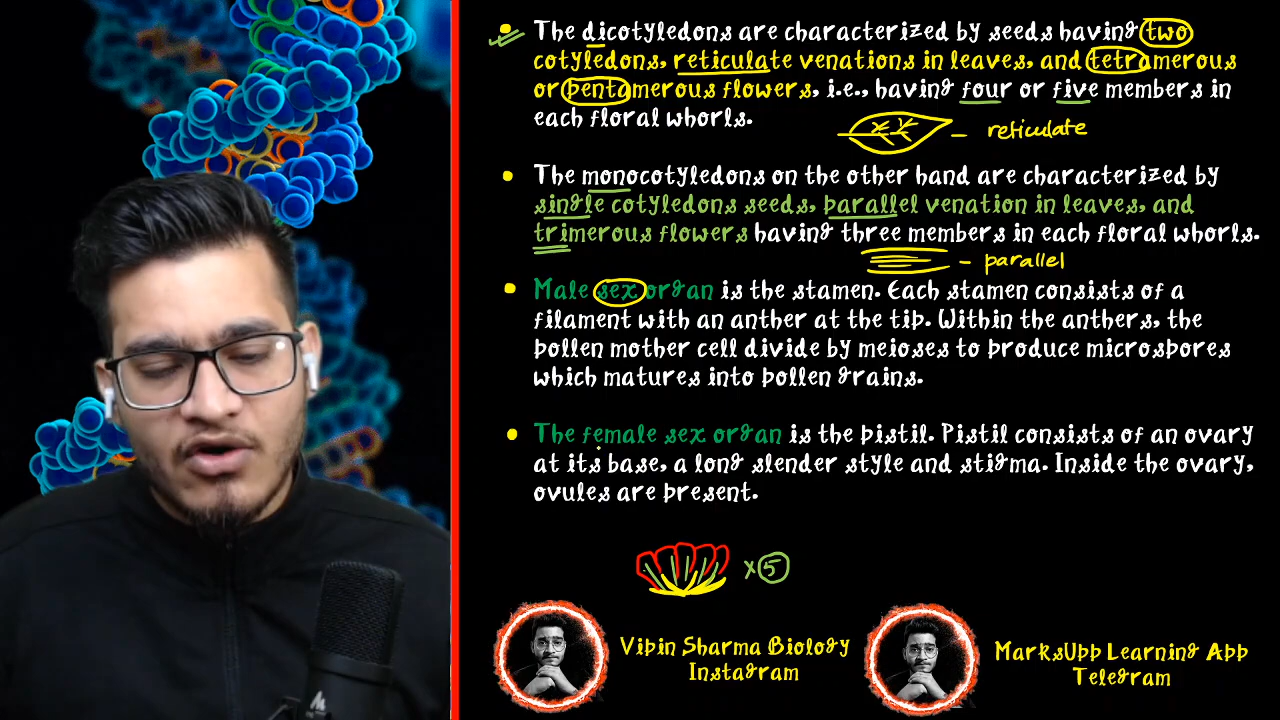 The dicotyledons are characterized by seeds having two
cotyledons, reticulate venations in leaves, and tetramerous
or pentamerous flowers, i.e., having four or five members in
each floral whorls.
reticulate
The monocotyledons on the other hand are characterized by
single cotyledons seeds, parallel venation in leaves, and
trimerous flowers having three members in each floral whorls.
- parallel
Male sex organ is the stamen. Each stamen consists of a
filament with an anther at the tip. Within the anthers, the
pollen mother cell divide by meioses to produce microspores
which matures into pollen grains.
The female sex organ is the pistil. Pistil consists of an ovary
at its base, a long slender style and stigma. Inside the ovary,
ovules are present.
x 5
Vipin Sharma Biology
Instagram
MarksUpp Learning App
Telegram